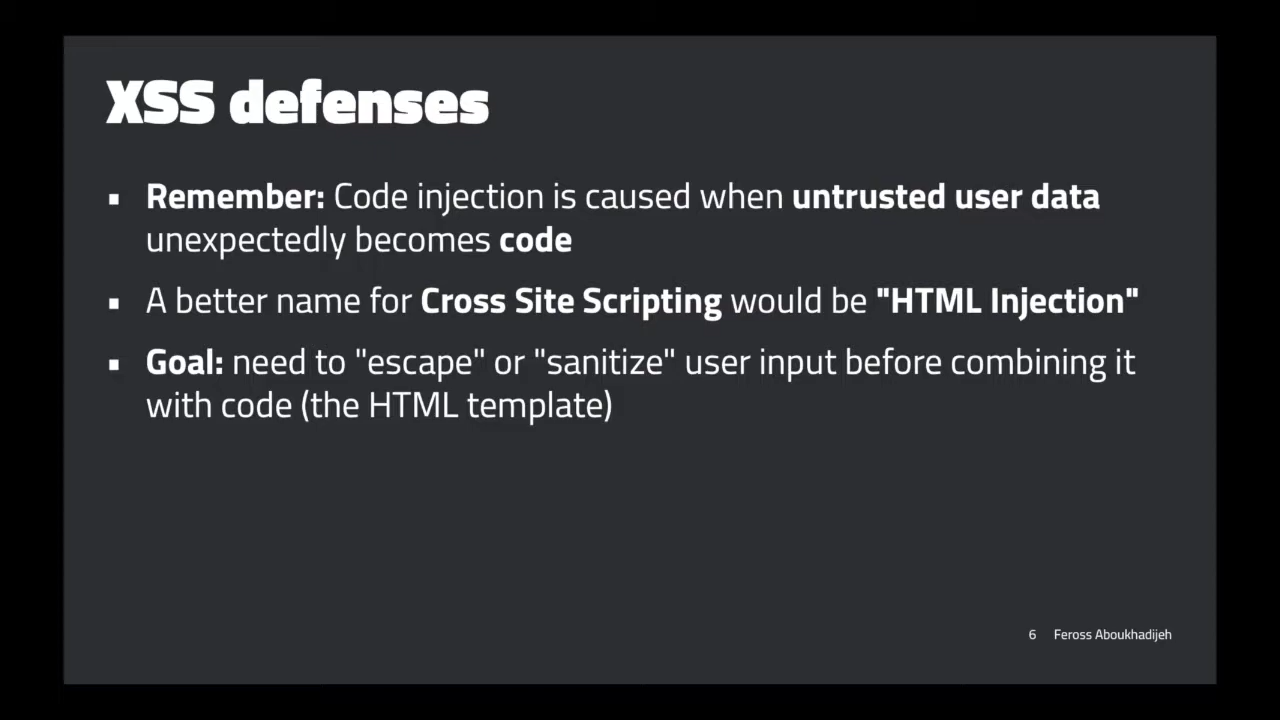 XSS defenses
▪ Remember: Code injection is caused when untrusted user data
unexpectedly becomes code
▪ A better name for Cross Site Scripting would be "HTML Injection"
▪ Goal: need to "escape" or "sanitize" user input before combining it
with code (the HTML template)
6 Feross Aboukhadijeh